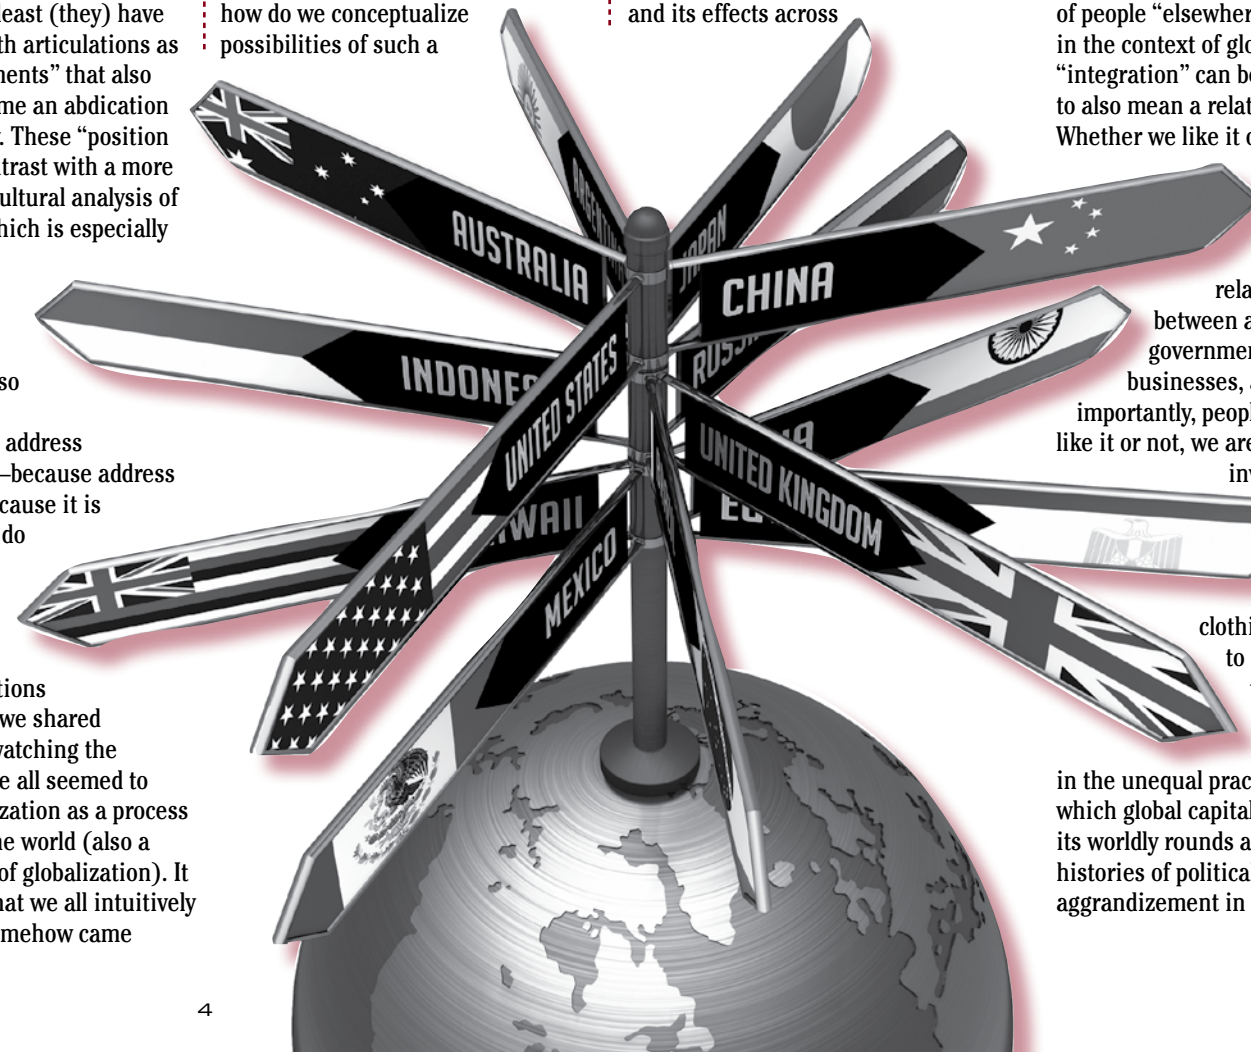 least (they) have
th articulations as
nents” that also
me an abdication
. These “position
ntrast with a more
ultural analysis of
hich is especially
so
address
–because address
cause it is
do
tions
we shared
watching the
e all seemed to
zation as a process
he world (also a
of globalization). It
hat we all intuitively
mehow came
how do we conceptualize
possibilities of such a
and its effects across
of people “elsewher
in the context of glo
“integration” can be
to also mean a relat
Whether we like it o
rela
between a
governmen
businesses, a
importantly, peopl
like it or not, we are
inv
clothi
to
in the unequal prac
which global capital
its worldly rounds a
histories of politica
aggrandizement in
ARGENTINA
JAPAN
AUSTRALIA
CHINA
RUSS
INDONES
UNITED STATES
UNITED KINGDOM
WAII
MEXICO
4